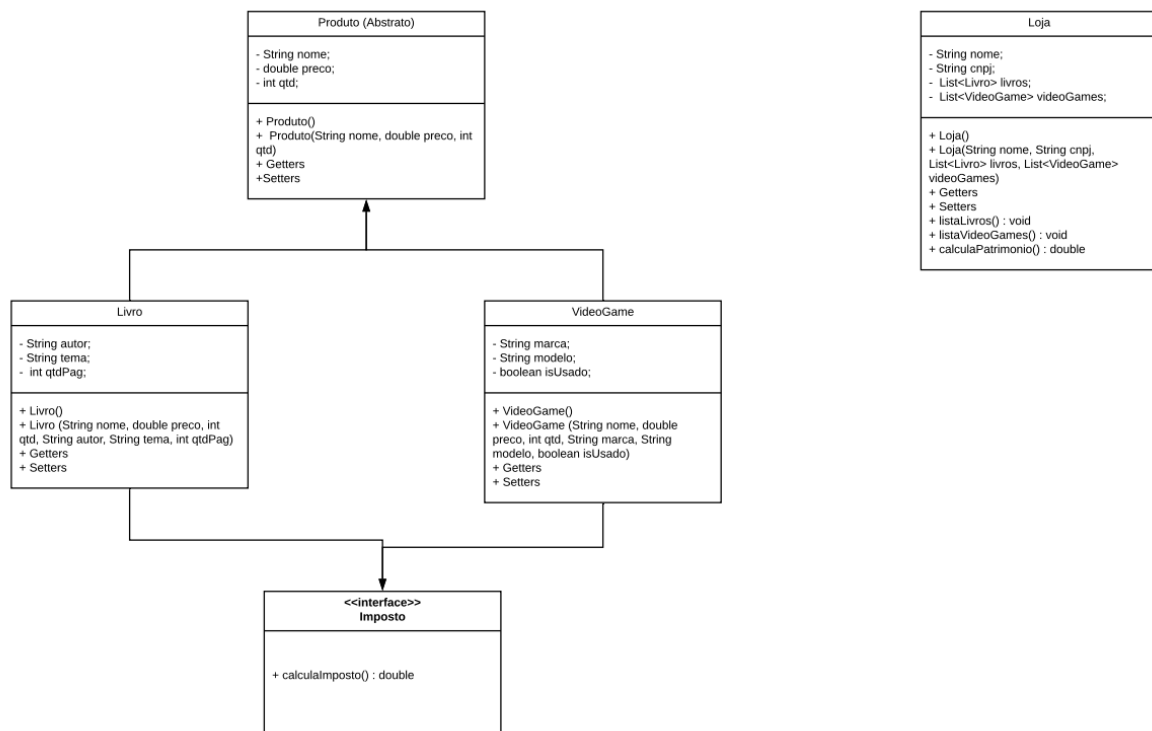 Produto (Abstrato)
- String nome;
- double preco;
- int qtd;
+ Produto()
+ Produto(String nome, double preco, int
qtd)
+ Getters
+Setters
Loja
- String nome;
- String cnpj;
- List<Livro> livros;
- List<VideoGame> videoGames;
+ Loja()
+ Loja(String nome, String cnpj,
List<Livro> livros, List<VideoGame>
videoGames)
+ Getters
+ Setters
+ listaLivros() : void
+ listaVideoGames() : void
+ calculaPatrimonio() : double
Livro
- String autor;
- String tema;
- int qtdPag;
+ Livro()
+ Livro (String nome, double preco, int
qtd, String autor, String tema, int qtdPag)
+ Getters
+ Setters
VideoGame
- String marca;
- String modelo;
- boolean isUsado;
+ VideoGame()
+ VideoGame (String nome, double
preco, int qtd, String marca, String
modelo, boolean isUsado)
+ Getters
+ Setters
<<interface>>
Imposto
+ calculaImposto() : double